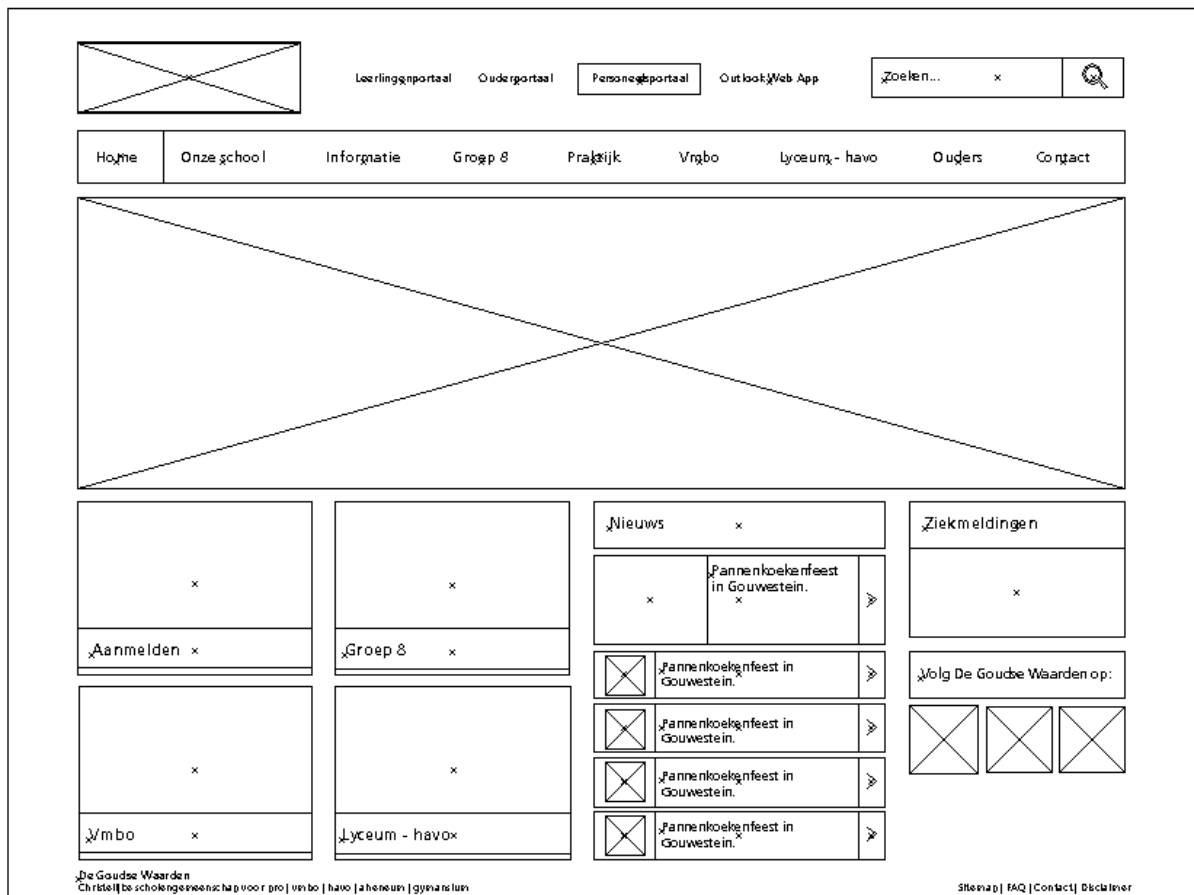 Leerlingenportaal Ouderportaal Personeelsportaal Outlook Web App Zoeken...
Home Onze school Informatie Groep 8 Praktijk Vmbo Lyceum - havo Ouders Contact
Aanmelden
Groep 8
Vmbo
Lyceum - havo
Nieuws
Pannenkoekenfeest
in Gouwestein.
Pannenkoekenfeest in
Gouwestein.
Pannenkoekenfeest in
Gouwestein.
Pannenkoekenfeest in
Gouwestein.
Pannenkoekenfeest in
Gouwestein.
Ziekmeldingen
Volg De Goudse Waarden op:
De Goudse Waarden
Christelijke scholengemeenschap voor pro | vmbo | havo | atheneum | gymansium
Sitemap | FAQ | Contact | Disclaimer